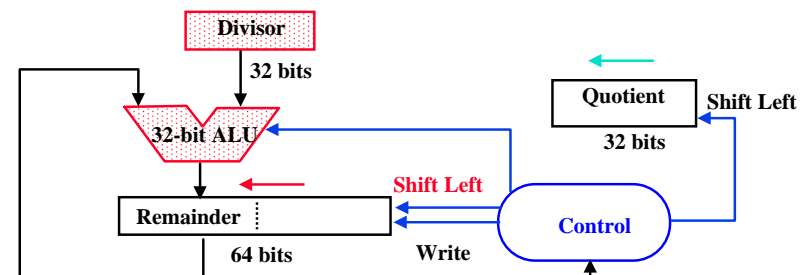 Divisor
32 bits
Quotient
Shift Left
32-bit ALU
32 bits
Shift Left
Remainder
Control
64 bits
Write